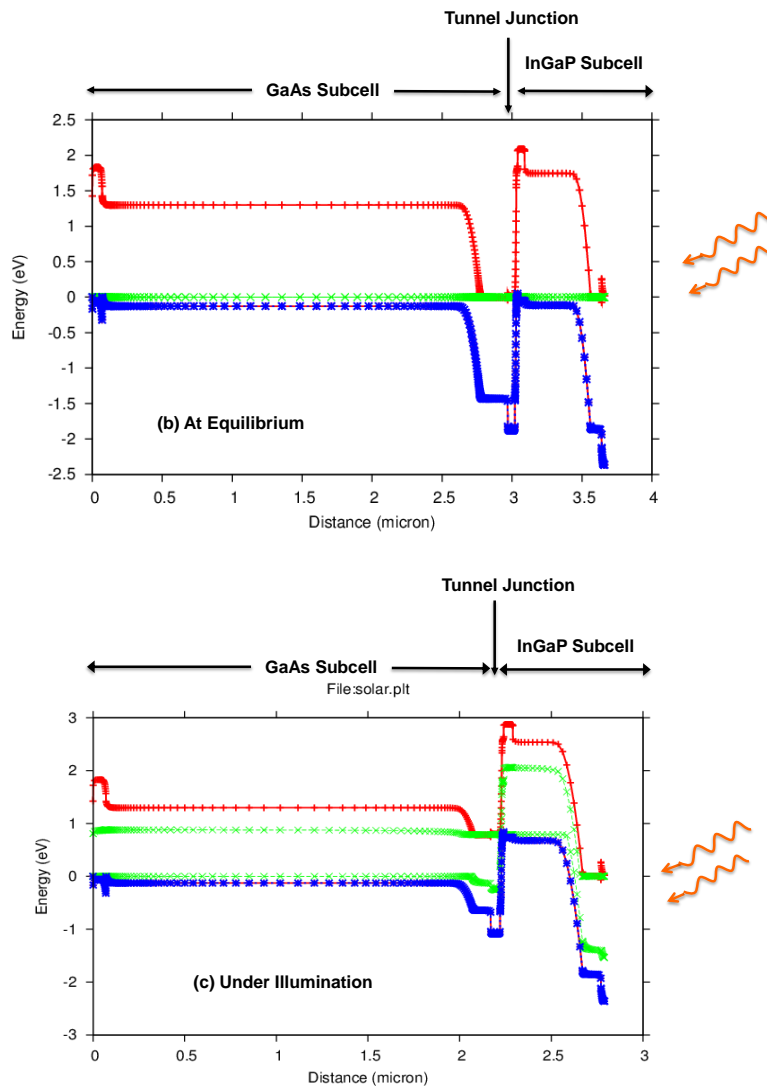 Tunnel Junction
InGaP Subcell
GaAs Subcell
2.5
2
1.5
1
0.5
0
-0.5
-1
-1.5
-2
-2.5
Energy (eV)
(b) At Equilibrium
0 0.5 1 1.5 2 2.5 3 3.5 4
Distance (micron)
Tunnel Junction
InGaP Subcell
GaAs Subcell
File:solar.plt
3
2
1
0
-1
-2
-3
Energy (eV)
(c) Under Illumination
0 0.5 1 1.5 2 2.5 3
Distance (micron)